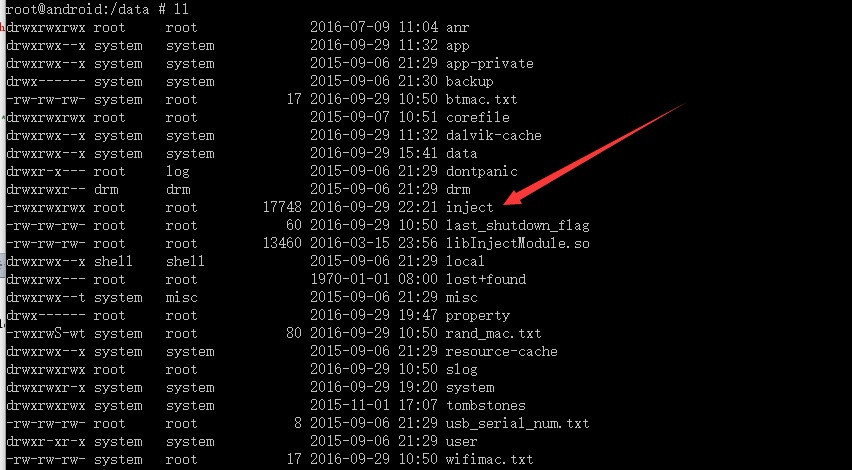 root@android:/data # ll
drwxrwxrwx root     root              2016-07-09 11:04 anr
drwxrwx--x system   system            2016-09-29 11:32 app
drwxrwx--x system   system            2015-09-06 21:29 app-private
drwx------ system   system            2015-09-06 21:30 backup
-rw-rw-rw- system   root           17 2016-09-29 10:50 btmac.txt
drwxrwxrwx root     root              2015-09-07 10:51 corefile
drwxrwx--x system   system            2016-09-29 11:32 dalvik-cache
drwxrwx--x system   system            2016-09-29 15:41 data
drwxr-x--- root     log               2015-09-06 21:29 dontpanic
drwxrwxr-- drm      drm               2015-09-06 21:29 drm
-rwxrwxrwx root     root        17748 2016-09-29 22:21 inject
-rw-rw-rw- root     root           60 2016-09-29 10:50 last_shutdown_flag
-rw-rw-rw- root     root        13460 2016-03-15 23:56 libInjectModule.so
drwxrwx--x shell    shell             2015-09-06 21:29 local
drwxrwx--- root     root              1970-01-01 08:00 lost+found
drwxrwx--t system   misc              2015-09-06 21:29 misc
drwx------ root     root              2016-09-29 19:47 property
-rwxrwS-wt system   root           80 2016-09-29 10:50 rand_mac.txt
drwxrwx--x system   system            2015-09-06 21:29 resource-cache
drwxrwxrwx system   root              2016-09-29 10:50 slog
drwxrwxr-x system   system            2016-09-29 19:20 system
drwxrwxrwx system   system            2015-11-01 17:07 tombstones
-rw-rw-rw- root     root            8 2015-09-06 21:29 usb_serial_num.txt
drwxr-xr-x system   system            2015-09-06 21:29 user
-rw-rw-rw- system   root           17 2016-09-29 10:50 wifimac.txt